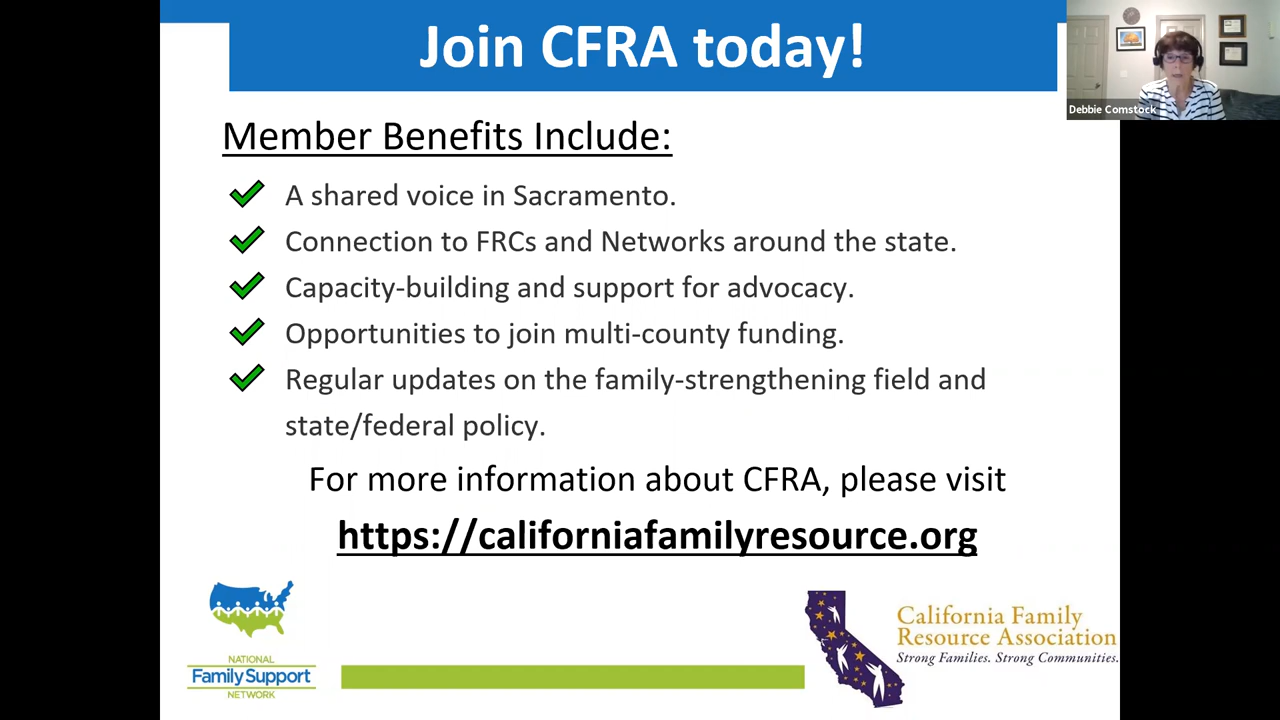 Join CFRA today!
Debbie Comstock
Member Benefits Include:
A shared voice in Sacramento.
Connection to FRCs and Networks around the state.
Capacity-building and support for advocacy.
Opportunities to join multi-county funding.
Regular updates on the family-strengthening field and
state/federal policy.
For more information about CFRA, please visit
https://californiafamilyresource.org
NATIONAL
Family Support
NETWORK
California Family
Resource Association
Strong Families. Strong Communities.